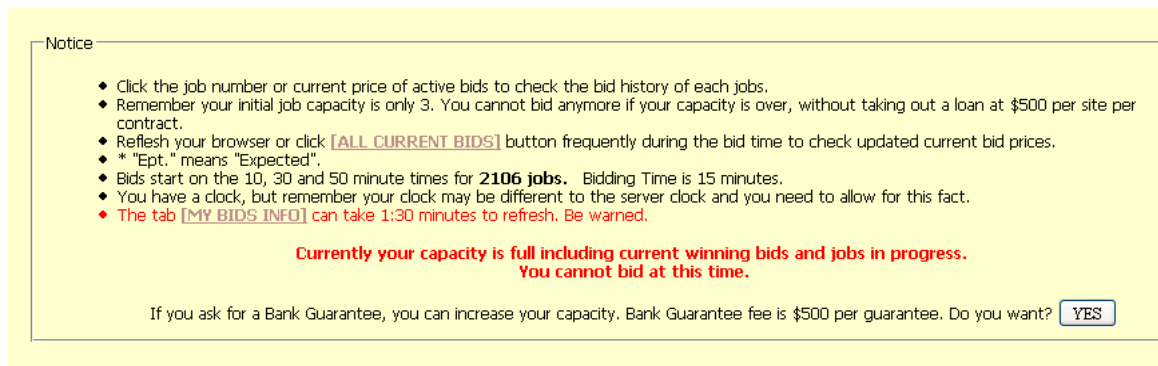 Notice
◆ Click the job number or current price of active bids to check the bid history of each jobs.
◆ Remember your initial job capacity is only 3. You cannot bid anymore if your capacity is over, without taking out a loan at $500 per site per
contract.
◆ Reflesh your browser or click [ALL CURRENT BIDS] button frequently during the bid time to check updated current bid prices.
◆ * "Ept." means "Expected".
◆ Bids start on the 10, 30 and 50 minute times for 2106 jobs. Bidding Time is 15 minutes.
◆ You have a clock, but remember your clock may be different to the server clock and you need to allow for this fact.
◆ The tab [MY BIDS INFO] can take 1:30 minutes to refresh. Be warned.
Currently your capacity is full including current winning bids and jobs in progress.
You cannot bid at this time.
If you ask for a Bank Guarantee, you can increase your capacity. Bank Guarantee fee is $500 per guarantee. Do you want? YES